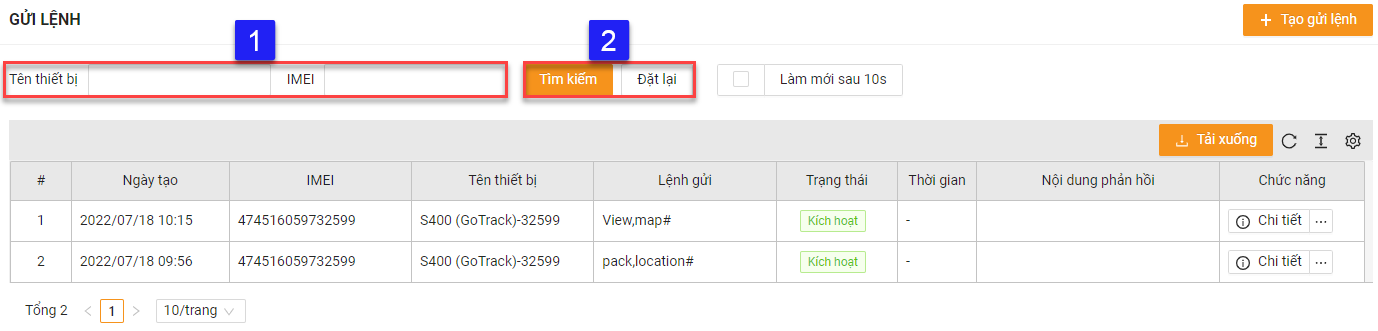 GỬI LỆNH
+ Tạo gửi lệnh
1
2
Tên thiết bị IMEI Tìm kiếm Đặt lại Làm mới sau 10s
Tải xuống
# Ngày tạo IMEI Tên thiết bị Lệnh gửi Trạng thái Thời gian Nội dung phản hồi Chức năng
1 2022/07/18 10:15 474516059732599 S400 (GoTrack)-32599 View,map# Kích hoạt - Chi tiết ...
2 2022/07/18 09:56 474516059732599 S400 (GoTrack)-32599 pack,location# Kích hoạt - Chi tiết ...
Tổng 2 < 1 > 10/trang